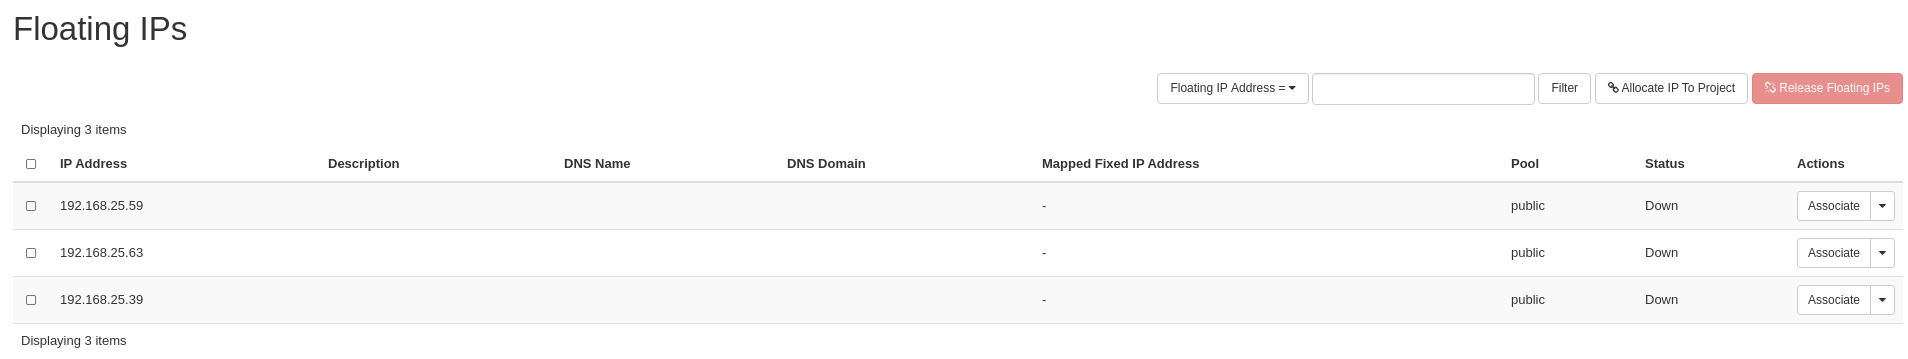 Floating IPs
Floating IP Address = Filter Allocate IP To Project Release Floating IPs
Displaying 3 items
IP Address Description DNS Name DNS Domain Mapped Fixed IP Address Pool Status Actions
192.168.25.59 - public Down Associate
192.168.25.63 - public Down Associate
192.168.25.39 - public Down Associate
Displaying 3 items